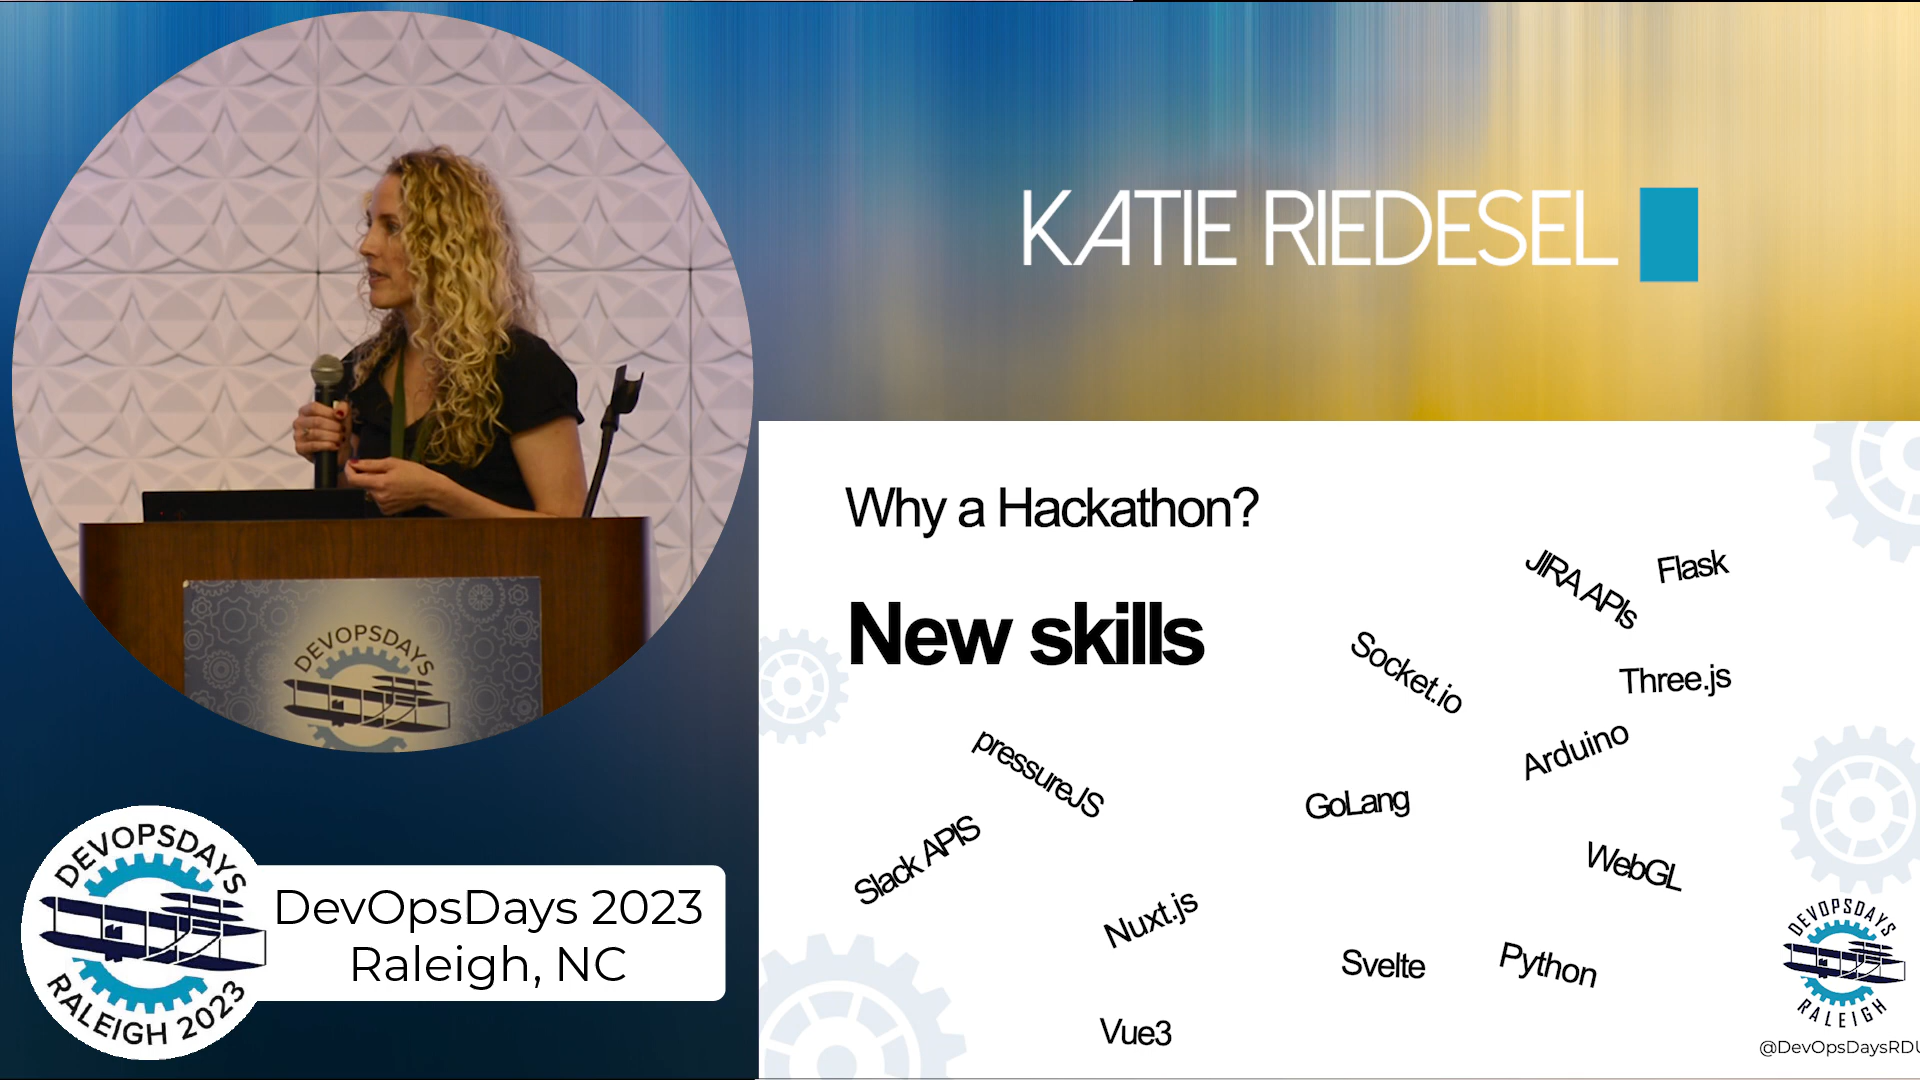 KATIE RIEDESEL
DEVOPSDAYS
Why a Hackathon?
New skills
JIRA APIs
Flask
Socket.io
Three.js
pressureJS
Arduino
GoLang
Slack APIS
WebGL
Nuxt.js
Svelte
Python
Vue3
DEVOPSDAYS
RALEIGH
@DevOpsDaysRDU
DEVOPSDAYS
RALEIGH 2023
DevOpsDays 2023
Raleigh, NC